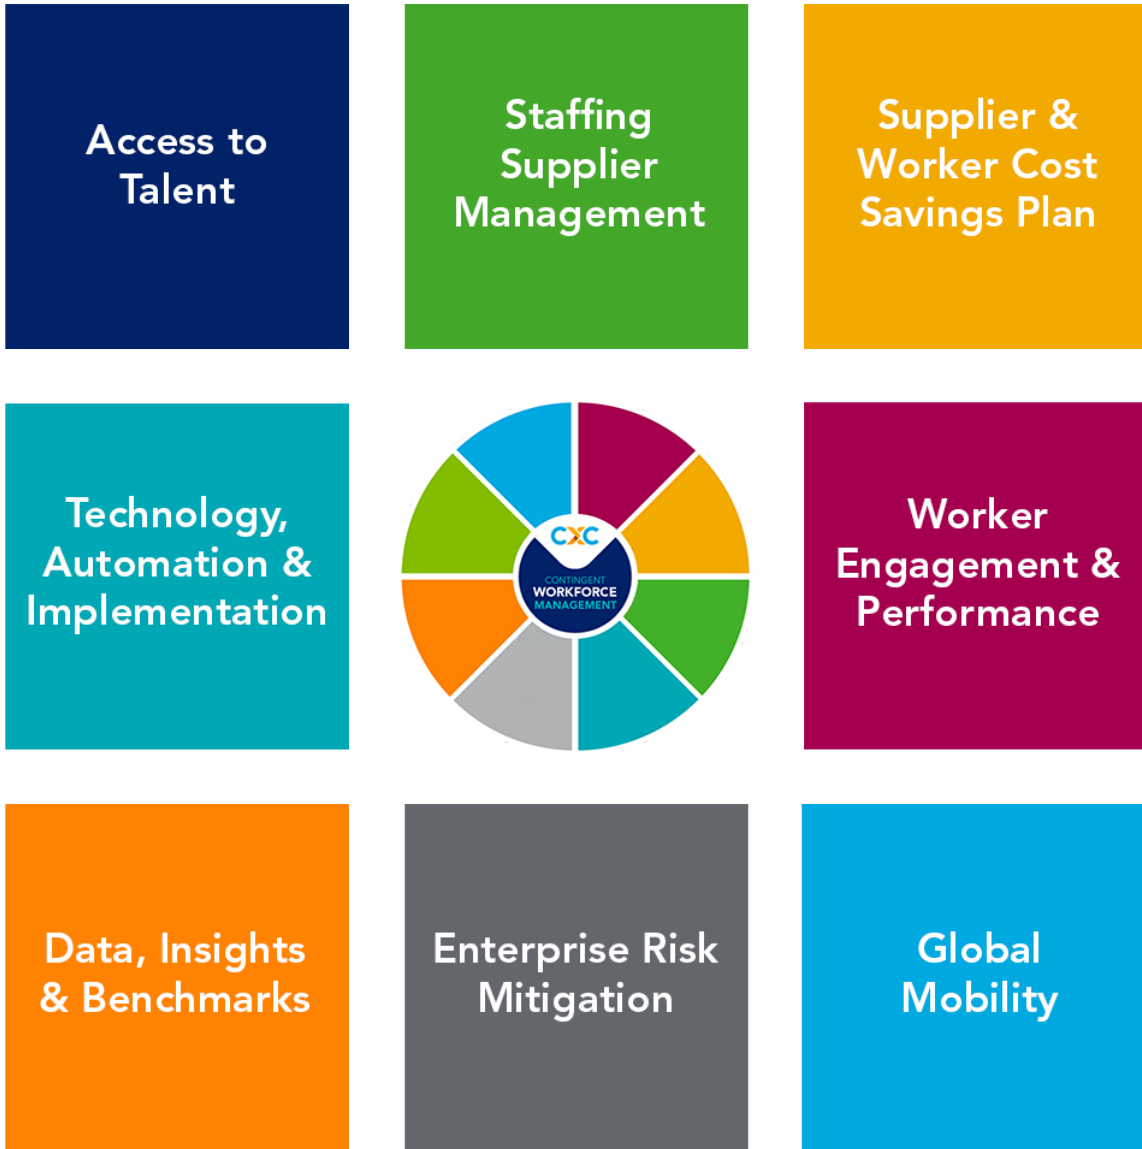 Access to
Talent
Staffing
Supplier
Management
Supplier &
Worker Cost
Savings Plan
Technology,
Automation &
Implementation
CXC
CONTINGENT
WORKFORCE
MANAGEMENT
Worker
Engagement &
Performance
Data, Insights
& Benchmarks
Enterprise Risk
Mitigation
Global
Mobility